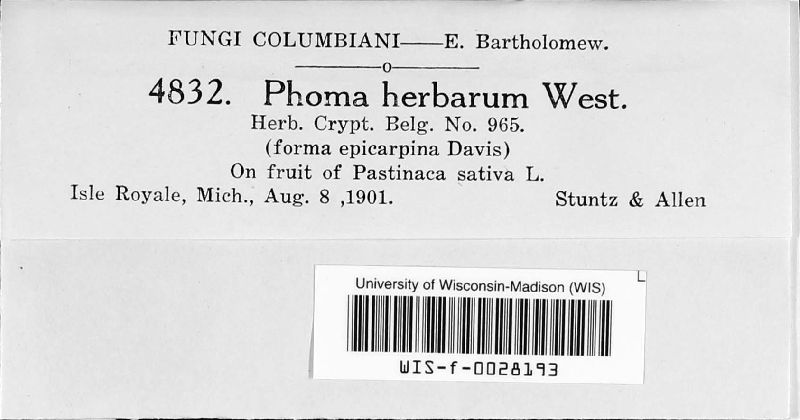 FUNGI COLUMBIANI——E. Bartholomew.
4832. Phoma herbarum West.
Herb. Crypt. Belg. No. 965.
(forma epicarpina Davis)
On fruit of Pastinaca sativa L.
Isle Royale, Mich., Aug. 8 ,1901. Stuntz & Allen
University of Wisconsin-Madison (WIS)
WIS-f-0028193